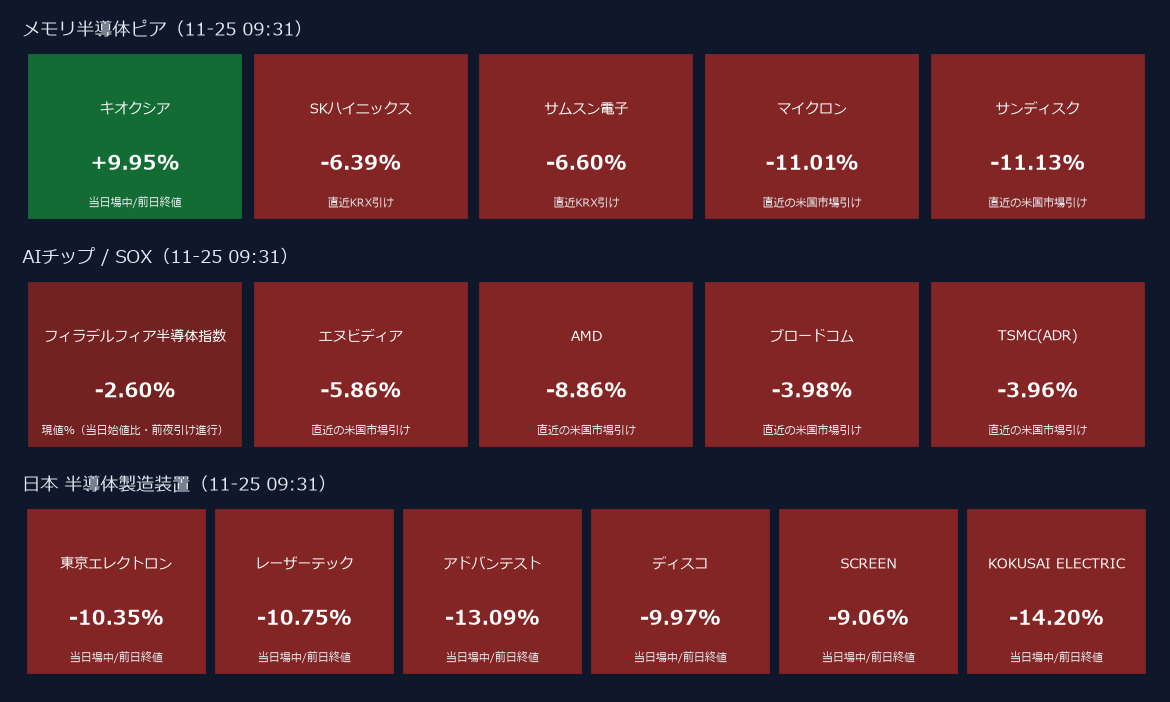 メモリ半導体ピア（11-25 09:31）
キオクシア
+9.95%
当日場中/前日終値
SKハイニックス
-6.39%
直近KRX引け
サムスン電子
-6.60%
直近KRX引け
マイクロン
-11.01%
直近の米国市場引け
サンディスク
-11.13%
直近の米国市場引け
AIチップ / SOX（11-25 09:31）
フィラデルフィア半導体指数
-2.60%
現値%（当日始値比・前夜引け進行）
エヌビディア
-5.86%
直近の米国市場引け
AMD
-8.86%
直近の米国市場引け
ブロードコム
-3.98%
直近の米国市場引け
TSMC(ADR)
-3.96%
直近の米国市場引け
日本 半導体製造装置（11-25 09:31）
東京エレクトロン
-10.35%
当日場中/前日終値
レーザーテック
-10.75%
当日場中/前日終値
アドバンテスト
-13.09%
当日場中/前日終値
ディスコ
-9.97%
当日場中/前日終値
SCREEN
-9.06%
当日場中/前日終値
KOKUSAI ELECTRIC
-14.20%
当日場中/前日終値